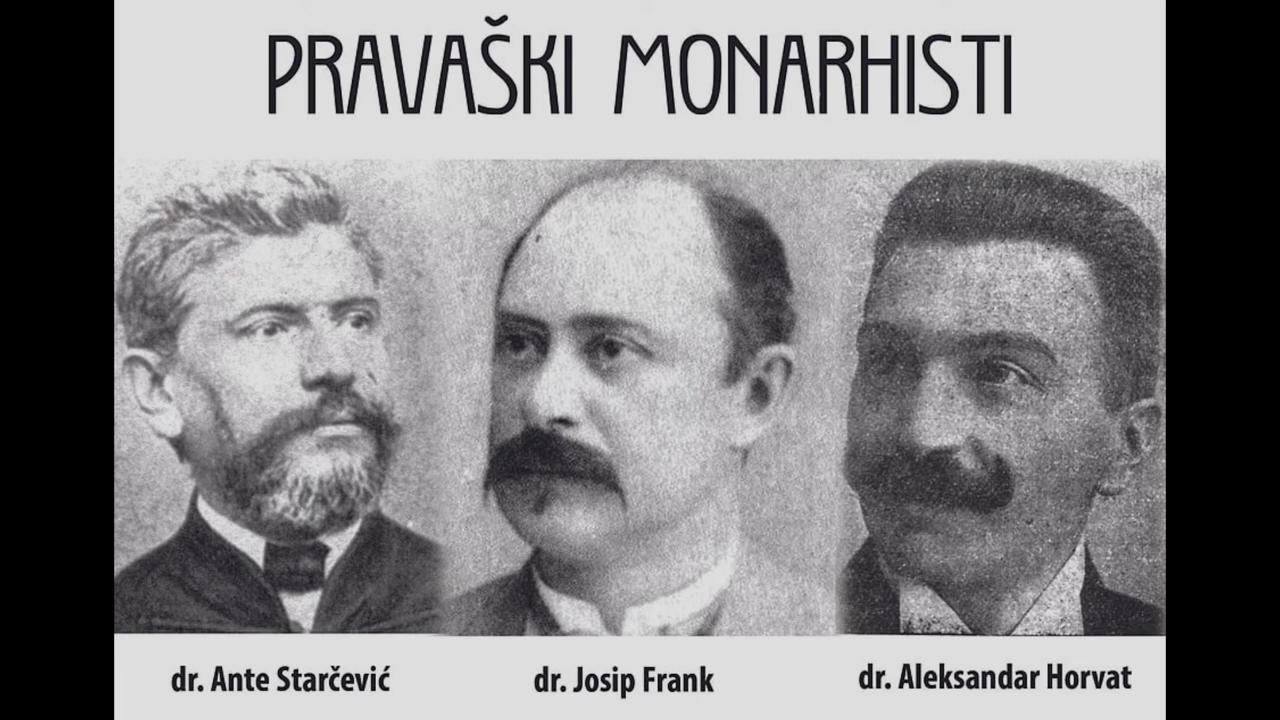 PRAVAŠKI MONARHISTI
dr. Ante Starčević
dr. Josip Frank
dr. Aleksandar Horvat